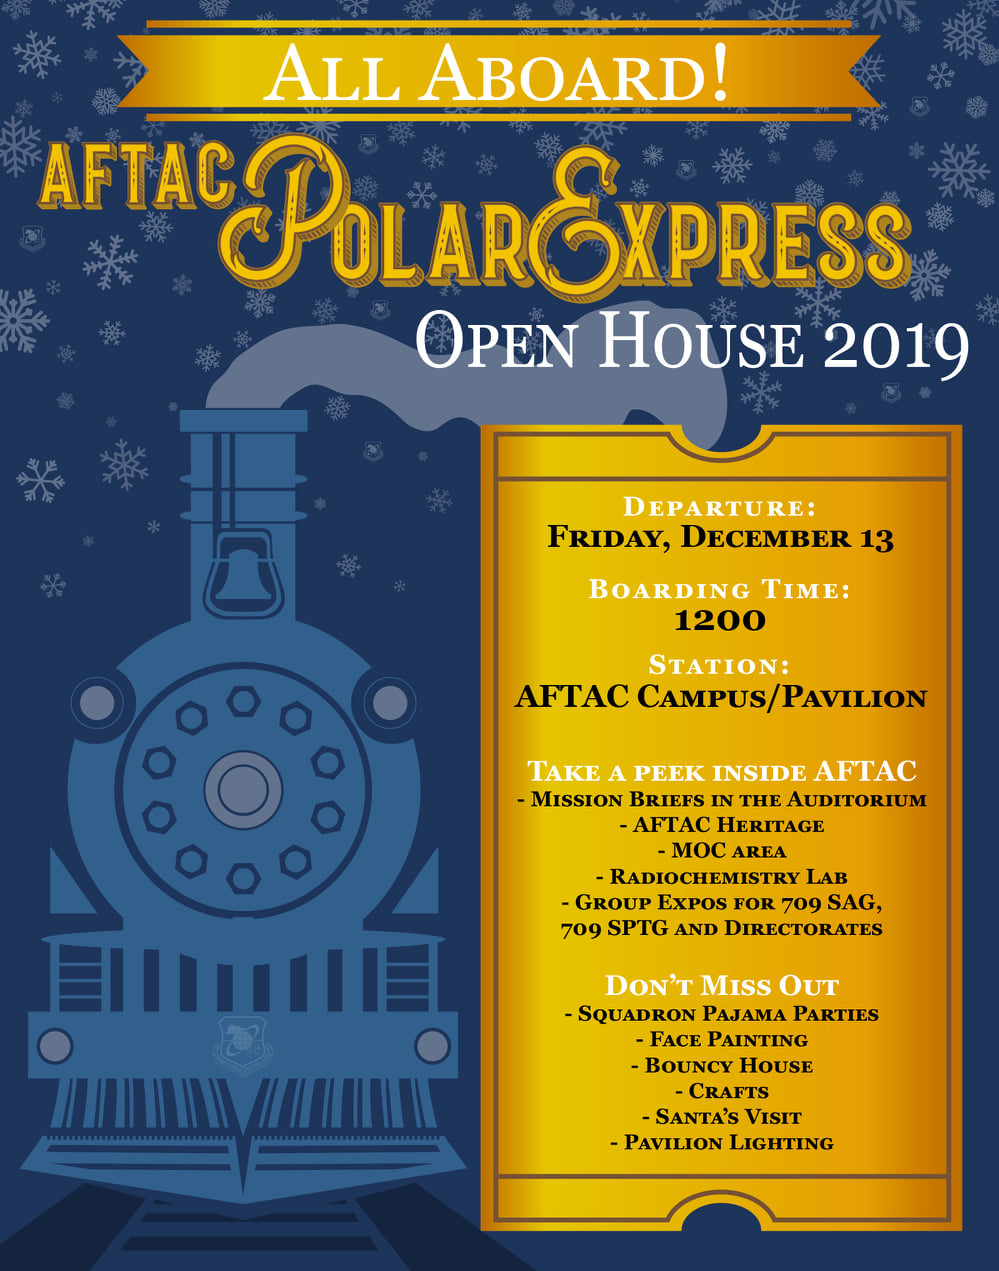 All Aboard!
AFTAC Polar Express
Open House 2019
Departure:
Friday, December 13
Boarding Time:
1200
Station:
AFTAC Campus/Pavilion
Take a peek inside AFTAC
- Mission Briefs in the Auditorium
- AFTAC Heritage
- MOC area
- Radiochemistry Lab
- Group Expos for 709 SAG,
709 SPTG and Directorates
Don't Miss Out
- Squadron Pajama Parties
- Face Painting
- Bouncy House
- Crafts
- Santa's Visit
- Pavilion Lighting